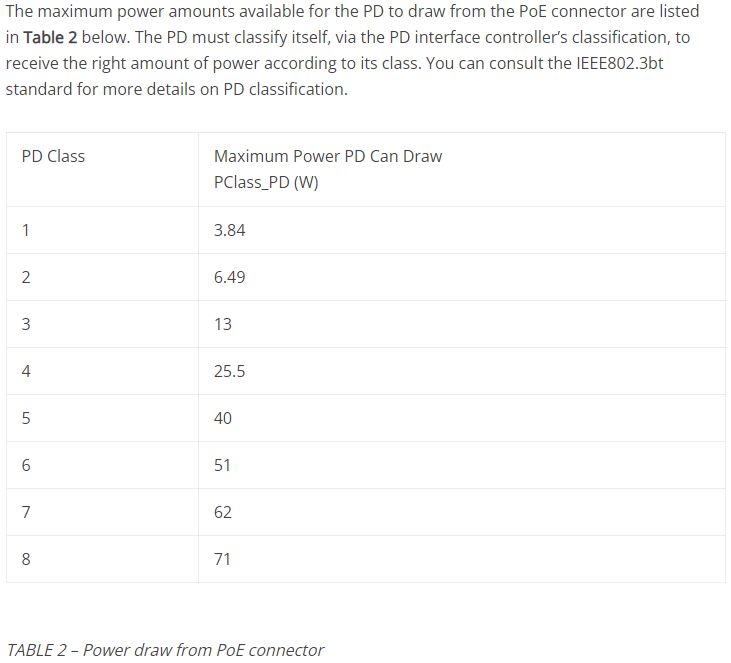 The maximum power amounts available for the PD to draw from the PoE connector are listed
in Table 2 below. The PD must classify itself, via the PD interface controller's classification, to
receive the right amount of power according to its class. You can consult the IEEE802.3bt
standard for more details on PD classification.
PD Class
Maximum Power PD Can Draw
PClass_PD (W)
1 3.84
2 6.49
3 13
4 25.5
5 40
6 51
7 62
8 71
TABLE 2 – Power draw from PoE connector